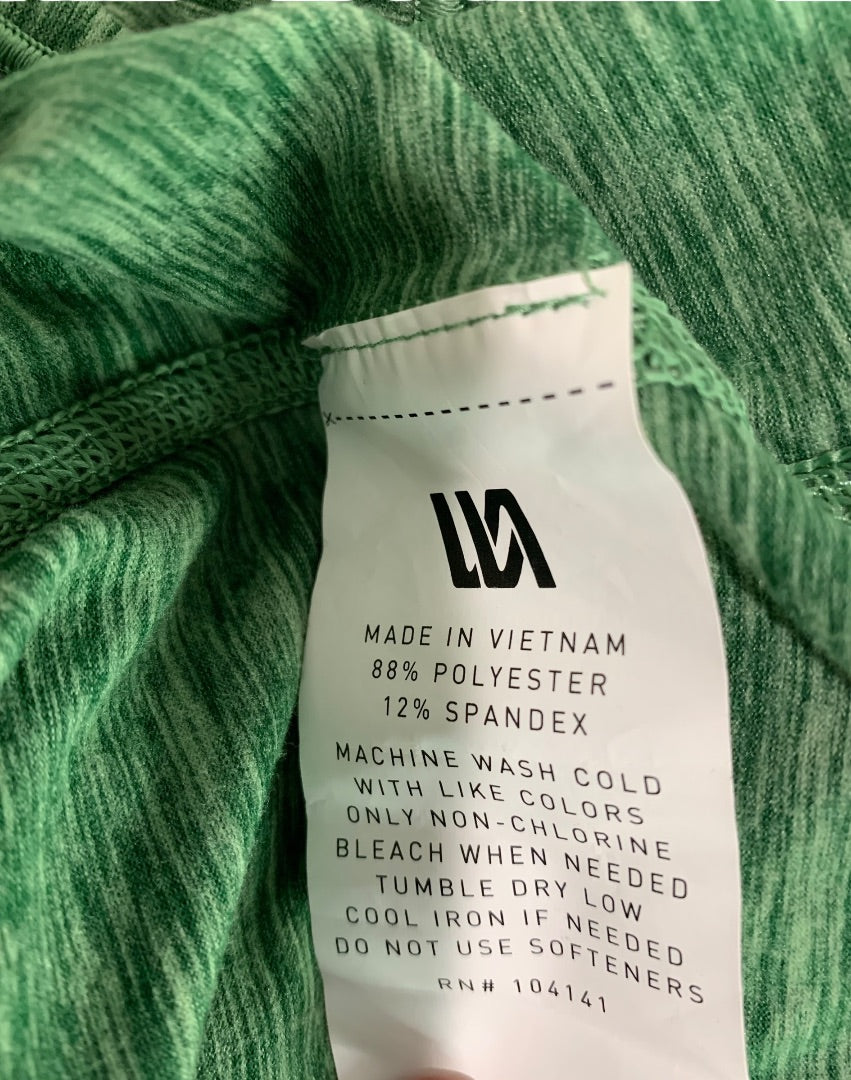 MADE IN VIETNAM
88% POLYESTER
12% SPANDEX
MACHINE WASH COLD
WITH LIKE COLORS
ONLY NON-CHLORINE
BLEACH WHEN NEEDED
TUMBLE DRY LOW
COOL IRON IF NEEDED
DO NOT USE SOFTENERS
RN# 104141